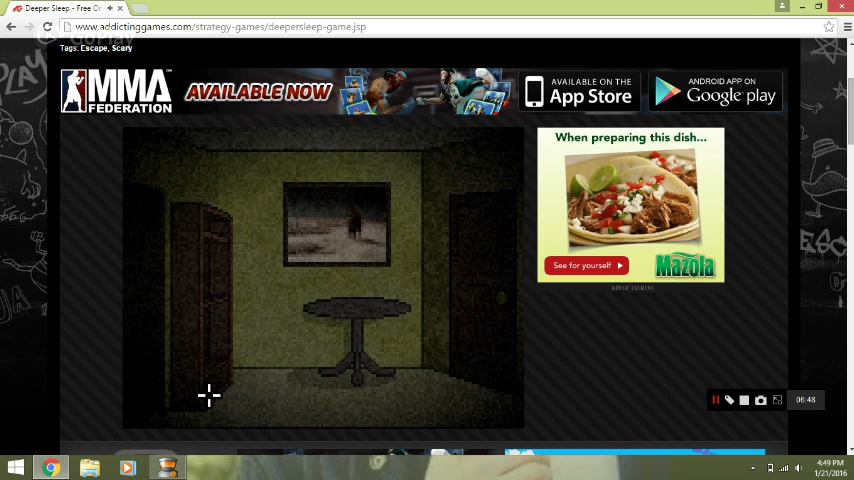 Deeper Sleep - Free On
www.addictinggames.com/strategy-games/deepersleep-game.jsp
GoPlay
Tags: Escape, Scary
MMA
FEDERATION
AVAILABLE NOW
AVAILABLE ON THE
App Store
ANDROID APP ON
Google play
When preparing this dish...
See for yourself
Mazola
ADVERTISEMENT
06:48
4:49 PM
1/21/2016